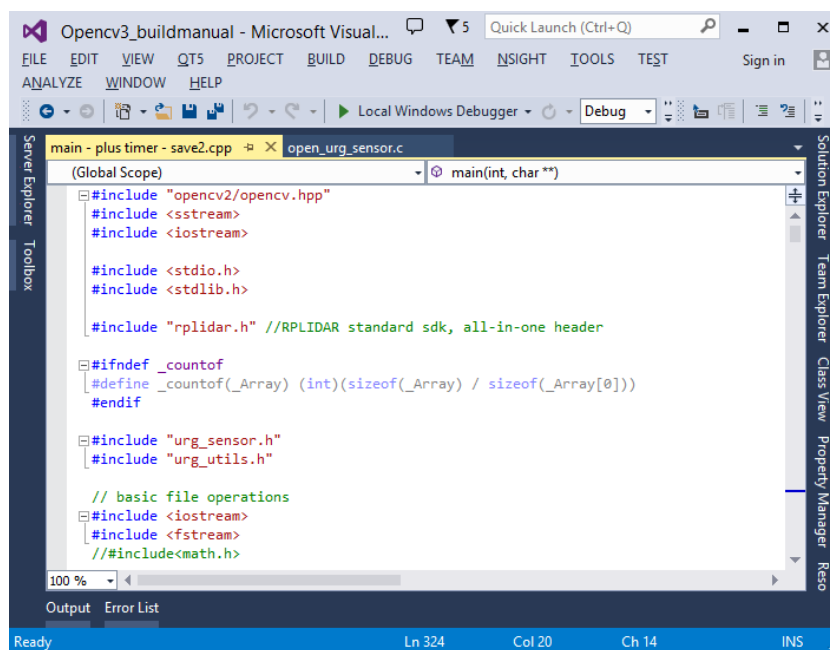 Opencv3_buildmanual - Microsoft Visual... 5 Quick Launch (Ctrl+Q)
FILE EDIT VIEW QT5 PROJECT BUILD DEBUG TEAM NSIGHT TOOLS TEST Sign in
ANALYZE WINDOW HELP
Local Windows Debugger Debug
Server Explorer
Toolbox
main - plus timer - save2.cpp open_urg_sensor.c
(Global Scope) main(int, char **)
#include "opencv2/opencv.hpp"
#include <sstream>
#include <iostream>
#include <stdio.h>
#include <stdlib.h>
#include "rplidar.h" //RPLIDAR standard sdk, all-in-one header
#ifndef _countof
#define _countof(_Array) (int)(sizeof(_Array) / sizeof(_Array[0]))
#endif
#include "urg_sensor.h"
#include "urg_utils.h"
// basic file operations
#include <iostream>
#include <fstream>
//#include<math.h>
100 %
Solution Explorer
Team Explorer
Class View
Property Manager
Reso
Output Error List
Ready Ln 324 Col 20 Ch 14 INS